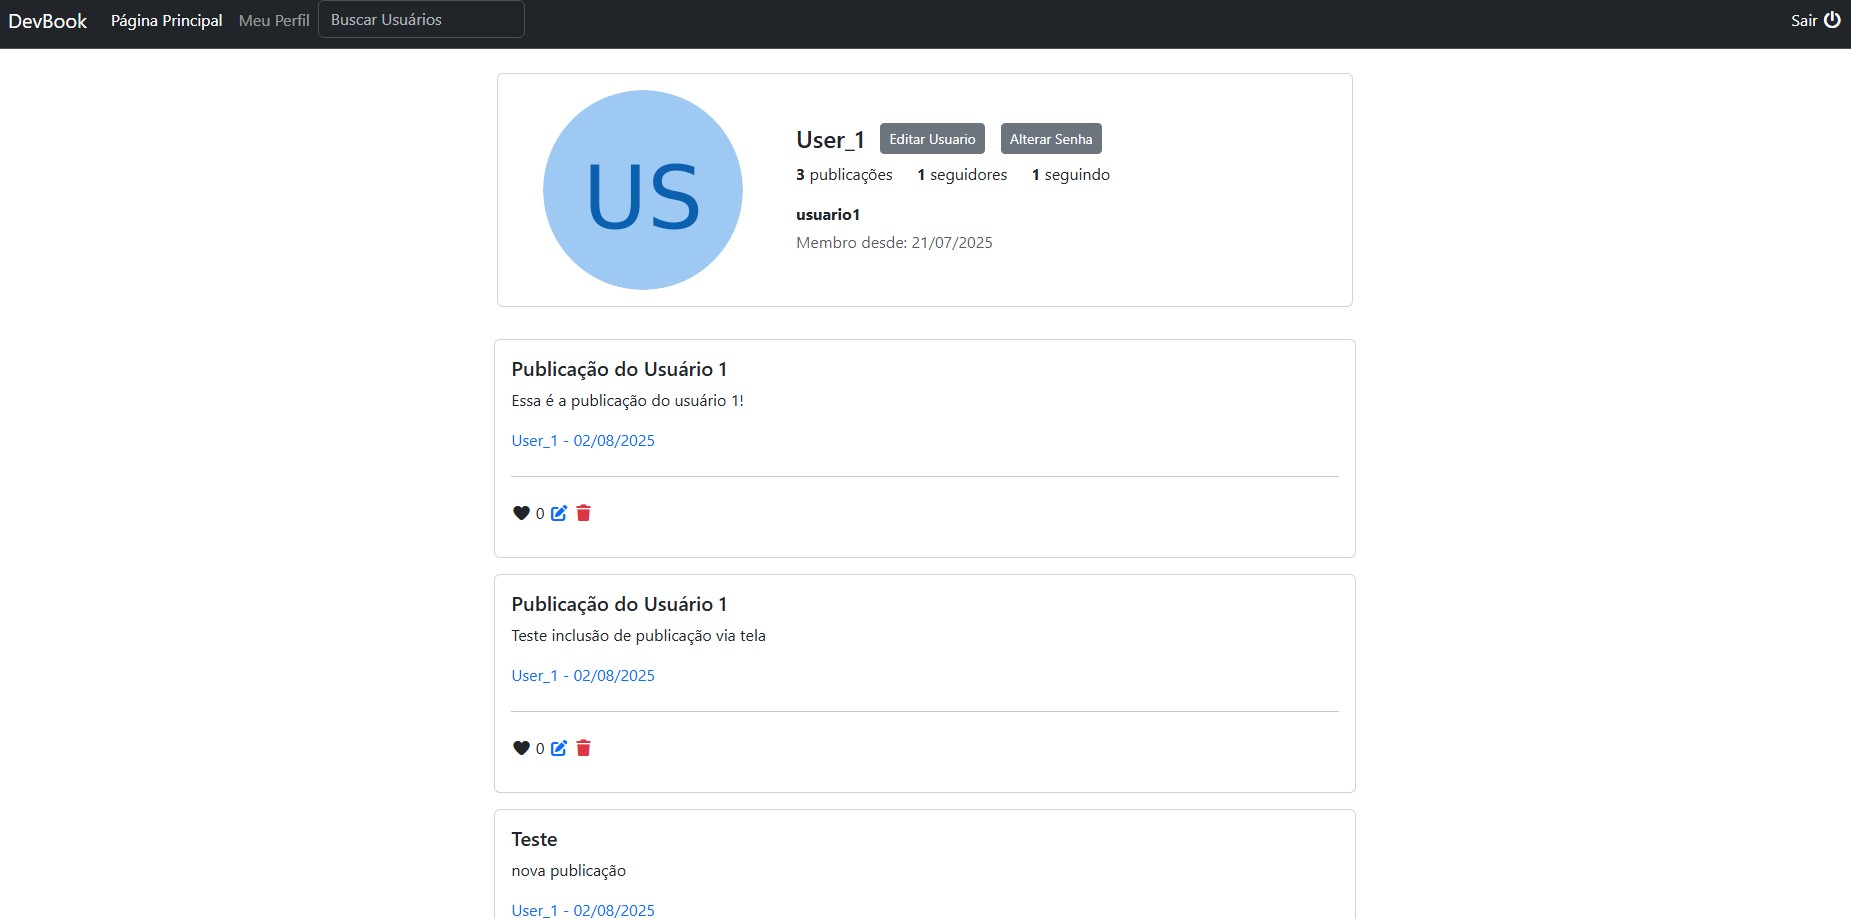 DevBook Página Principal Meu Perfil Buscar Usuários Sair
US
User_1 Editar Usuario Alterar Senha
3 publicações 1 seguidores 1 seguindo
usuario1
Membro desde: 21/07/2025
Publicação do Usuário 1
Essa é a publicação do usuário 1!
User_1 - 02/08/2025
0
Publicação do Usuário 1
Teste inclusão de publicação via tela
User_1 - 02/08/2025
0
Teste
nova publicação
User_1 - 02/08/2025